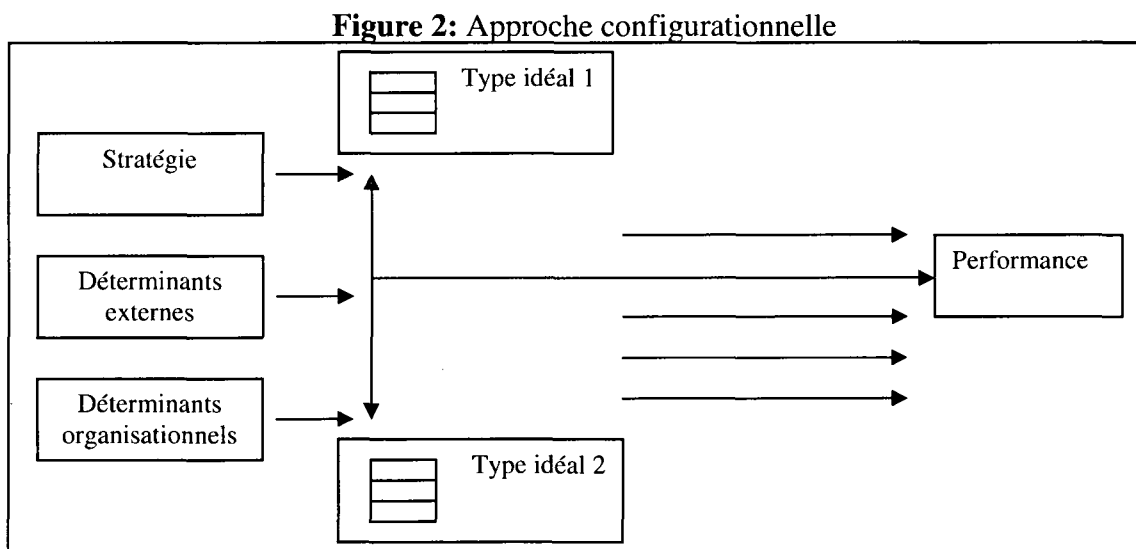 Figure 2: Approche configurationnelle
Type idéal 1
Stratégie
Déterminants
externes
Performance
Déterminants
organisationnels
Type idéal 2